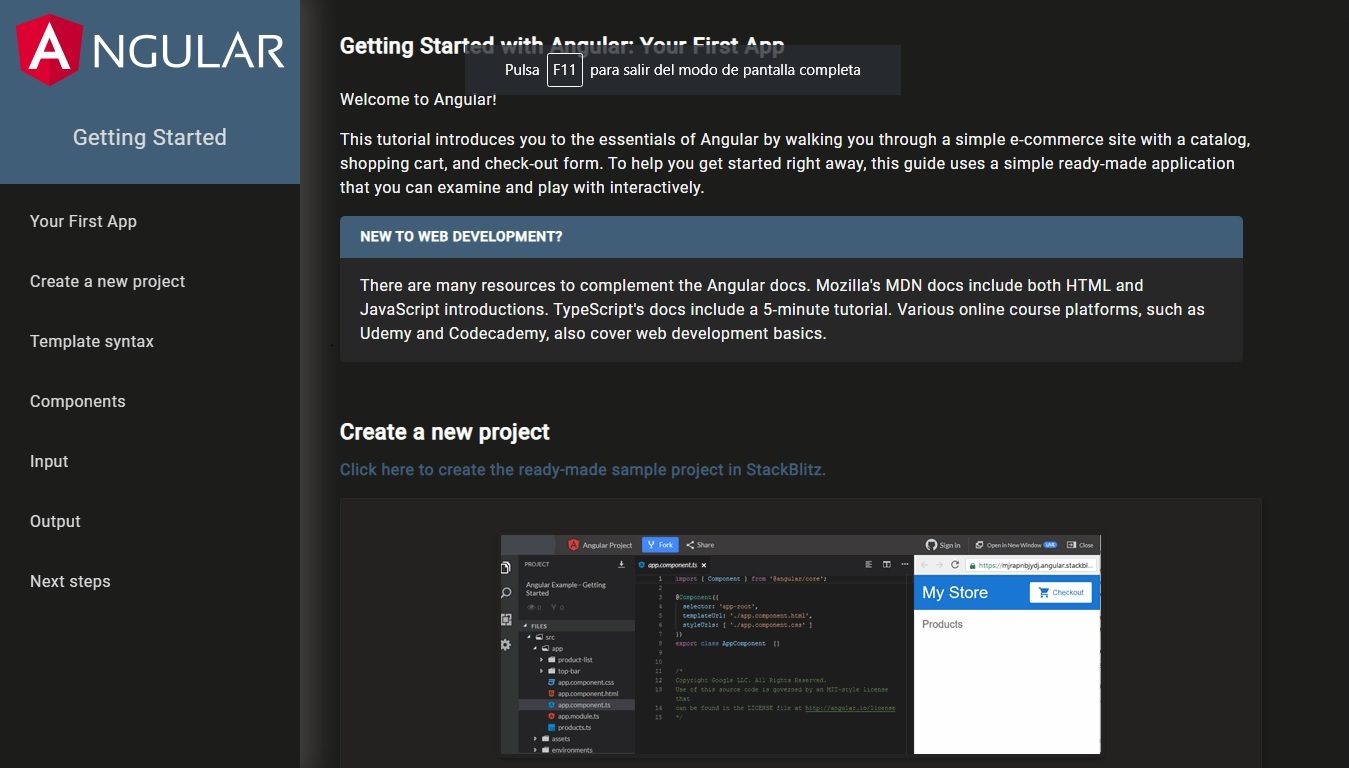 ANGULAR
Getting Started
Your First App
Create a new project
Template syntax
Components
Input
Output
Next steps
Getting Started with Angular: Your First App
Pulsa F11 para salir del modo de pantalla completa
Welcome to Angular!
This tutorial introduces you to the essentials of Angular by walking you through a simple e-commerce site with a catalog,
shopping cart, and check-out form. To help you get started right away, this guide uses a simple ready-made application
that you can examine and play with interactively.
NEW TO WEB DEVELOPMENT?
There are many resources to complement the Angular docs. Mozilla's MDN docs include both HTML and
JavaScript introductions. TypeScript's docs include a 5-minute tutorial. Various online course platforms, such as
Udemy and Codecademy, also cover web development basics.
Create a new project
Click here to create the ready-made sample project in StackBlitz.
Angular Project Fork Share Sign in Open in New Window LIVE Close
PROJECT
Angular Example - Getting
Started
0 0
FILES
src
app
product-list
top-bar
app.component.css
app.component.html
app.component.ts
app.module.ts
products.ts
assets
environments
app.component.ts
1 import { Component } from '@angular/core';
2
3 @Component({
4 selector: 'app-root',
5 templateUrl: './app.component.html',
6 styleUrls: [ './app.component.css' ]
7 })
8 export class AppComponent {}
9
10
11 /*
12 Copyright Google LLC. All Rights Reserved.
13 Use of this source code is governed by an MIT-style license
that
14 can be found in the LICENSE file at http://angular.io/license
15 */
https://mjrapnbjydj.angular.stackbl...
My Store
Checkout
Products